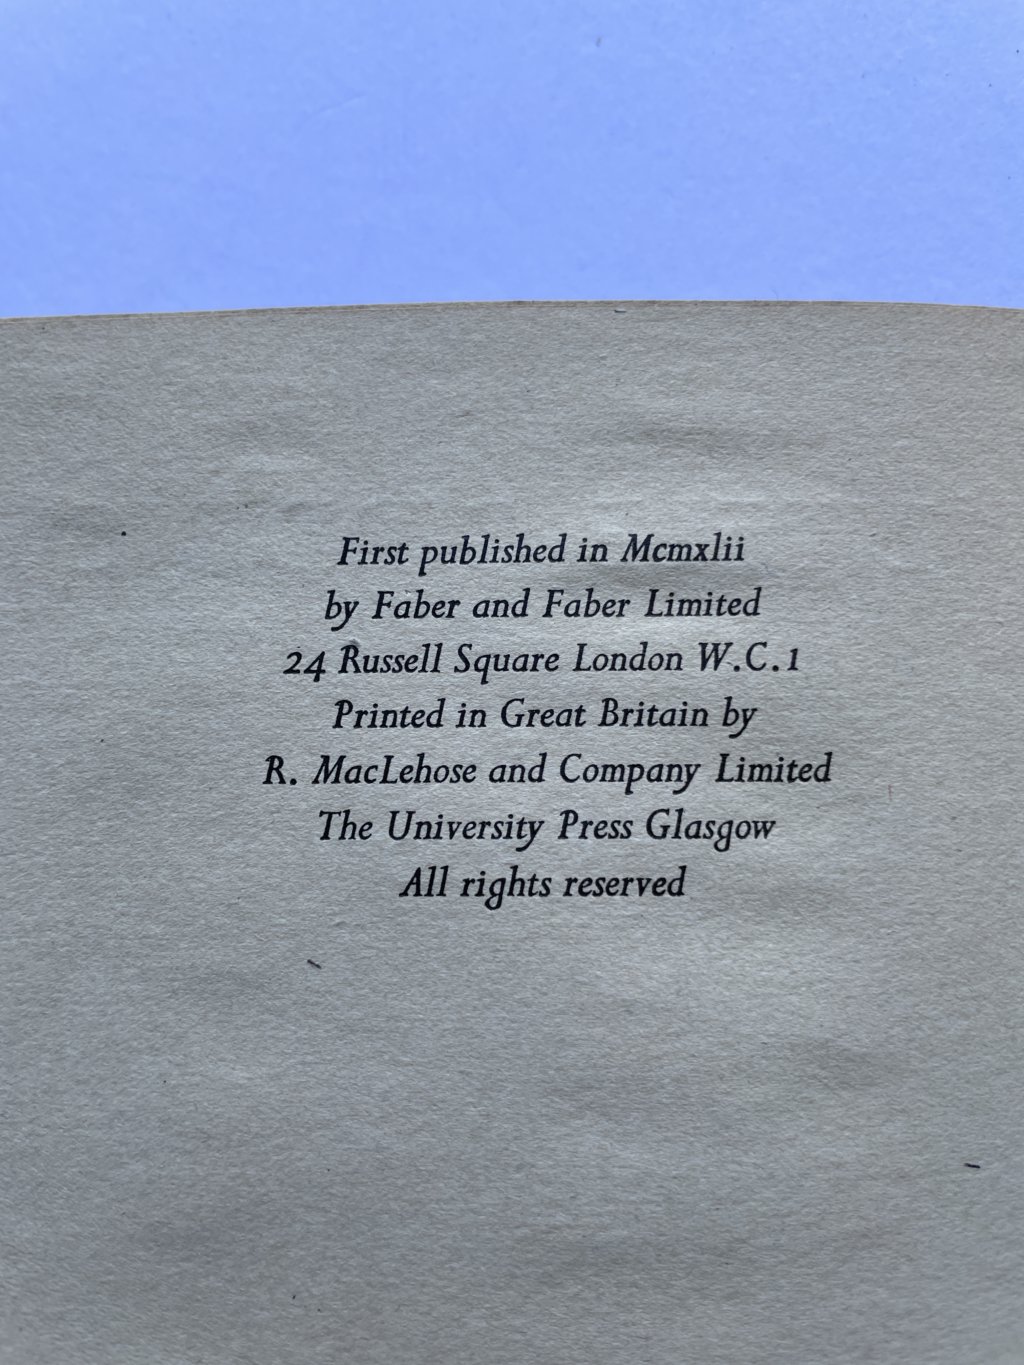 First published in Mcmxlii
by Faber and Faber Limited
24 Russell Square London W.C.1
Printed in Great Britain by
R. MacLehose and Company Limited
The University Press Glasgow
All rights reserved